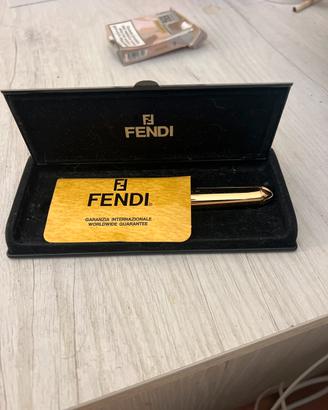 FENDI
FENDI
GARANZIA INTERNAZIONALE
WORLDWIDE GUARANTEE